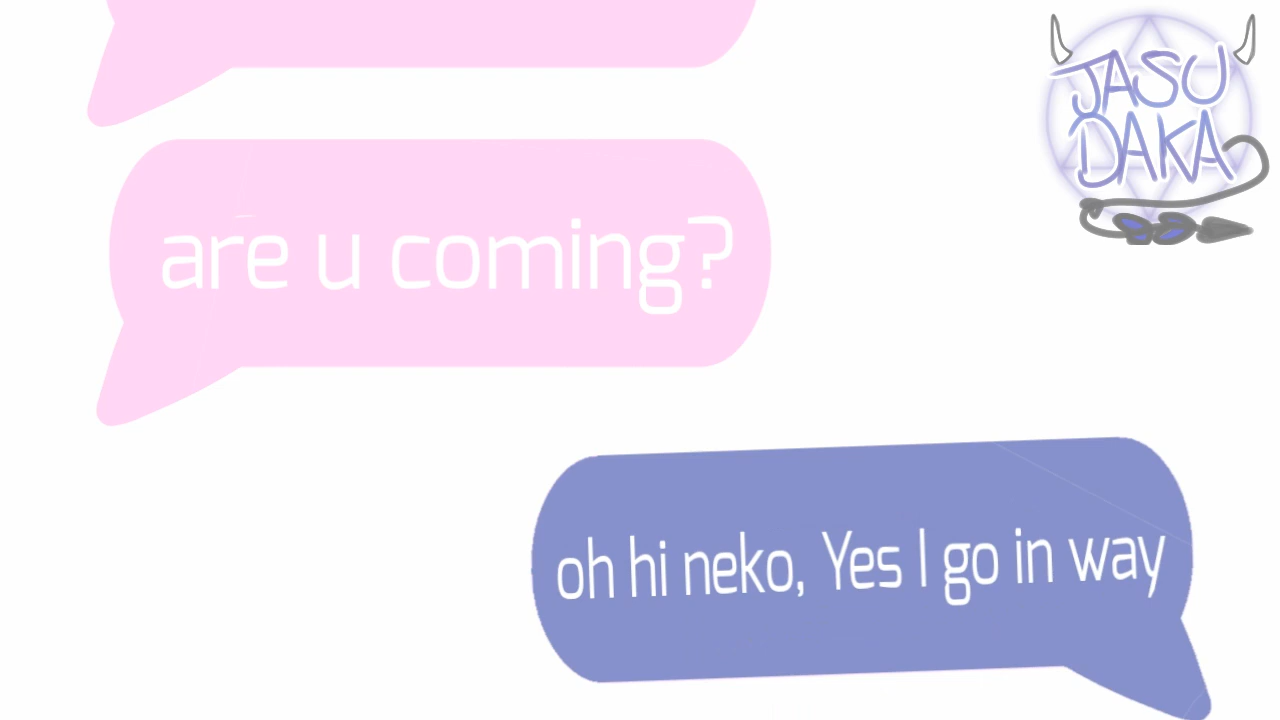 JASU
DAKA
are u coming?
oh hi neko, Yes I go in way